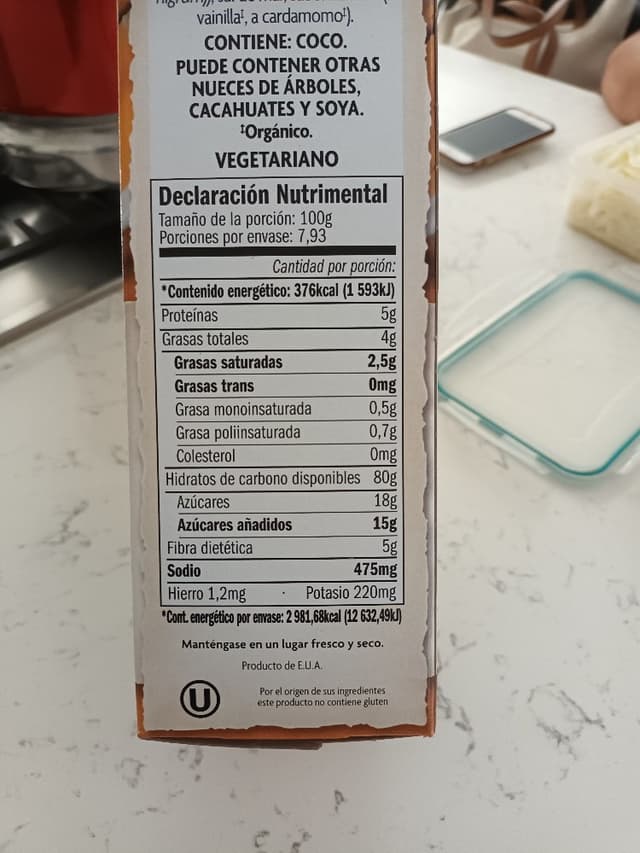 vainilla‡, a cardamomo‡).
CONTIENE: COCO.
PUEDE CONTENER OTRAS
NUECES DE ÁRBOLES,
CACAHUATES Y SOYA.
‡Orgánico.
VEGETARIANO
Declaración Nutrimental
Tamaño de la porción: 100g
Porciones por envase: 7,93
Cantidad por porción:
*Contenido energético: 376kcal (1 593kJ)
Proteínas 5g
Grasas totales 4g
Grasas saturadas 2,5g
Grasas trans 0mg
Grasa monoinsaturada 0,5g
Grasa poliinsaturada 0,7g
Colesterol 0mg
Hidratos de carbono disponibles 80g
Azúcares 18g
Azúcares añadidos 15g
Fibra dietética 5g
Sodio 475mg
Hierro 1,2mg · Potasio 220mg
*Cont. energético por envase: 2 981,68kcal (12 632,49kJ)
Manténgase en un lugar fresco y seco.
Producto de E.U.A.
U
Por el origen de sus ingredientes
este producto no contiene gluten